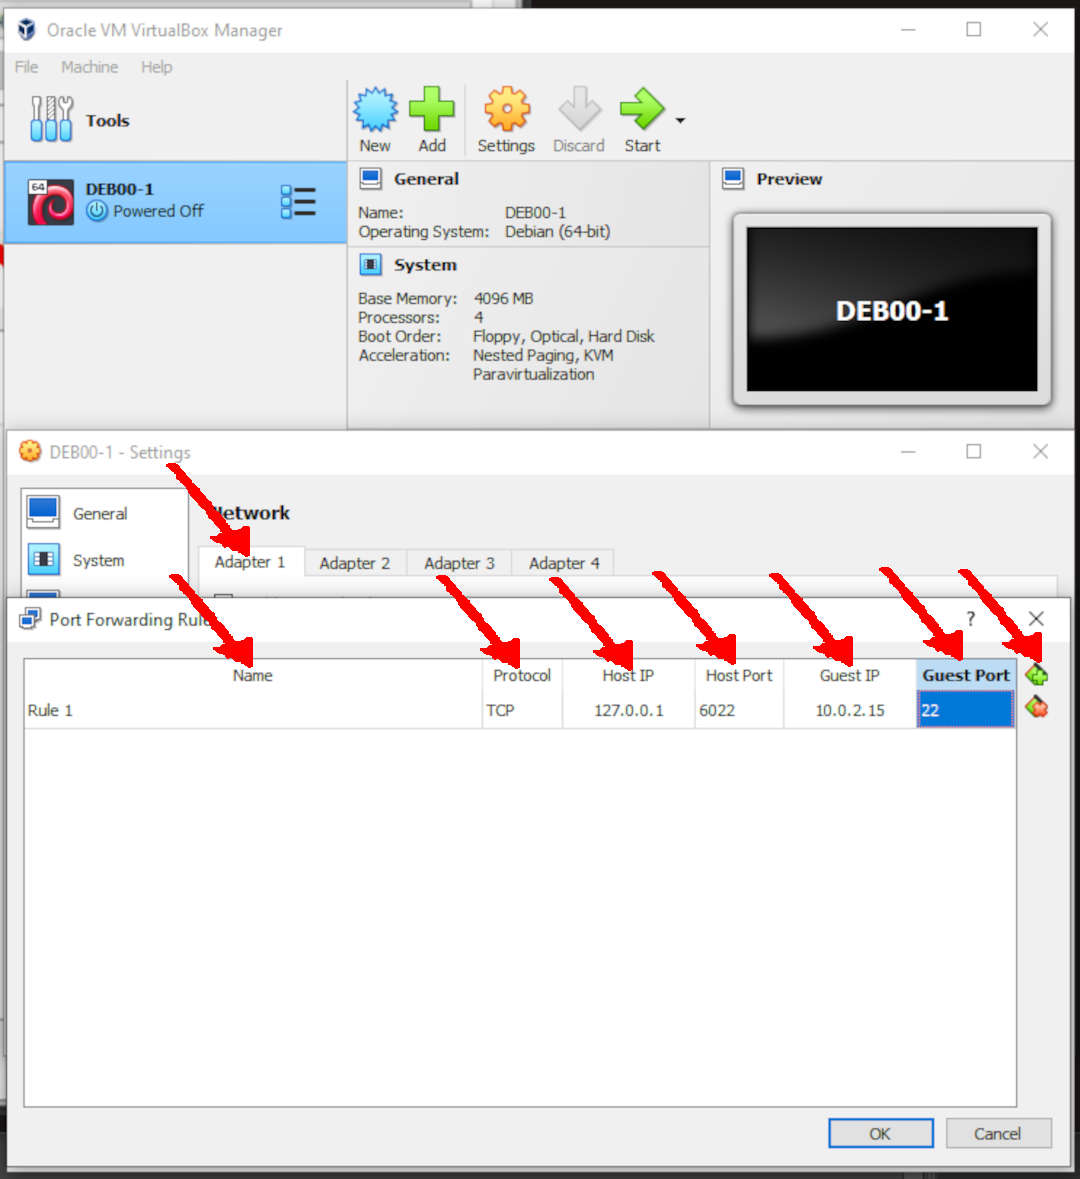 Oracle VM VirtualBox Manager
File Machine Help
Tools
New Add Settings Discard Start
64
DEB00-1
Powered Off
General
Name: DEB00-1
Operating System: Debian (64-bit)
System
Base Memory: 4096 MB
Processors: 4
Boot Order: Floppy, Optical, Hard Disk
Acceleration: Nested Paging, KVM
Paravirtualization
Preview
DEB00-1
DEB00-1 - Settings
General
System
Network
Adapter 1 Adapter 2 Adapter 3 Adapter 4
Port Forwarding Rules ?
Name Protocol Host IP Host Port Guest IP Guest Port
Rule 1 TCP 127.0.0.1 6022 10.0.2.15 22
OK Cancel